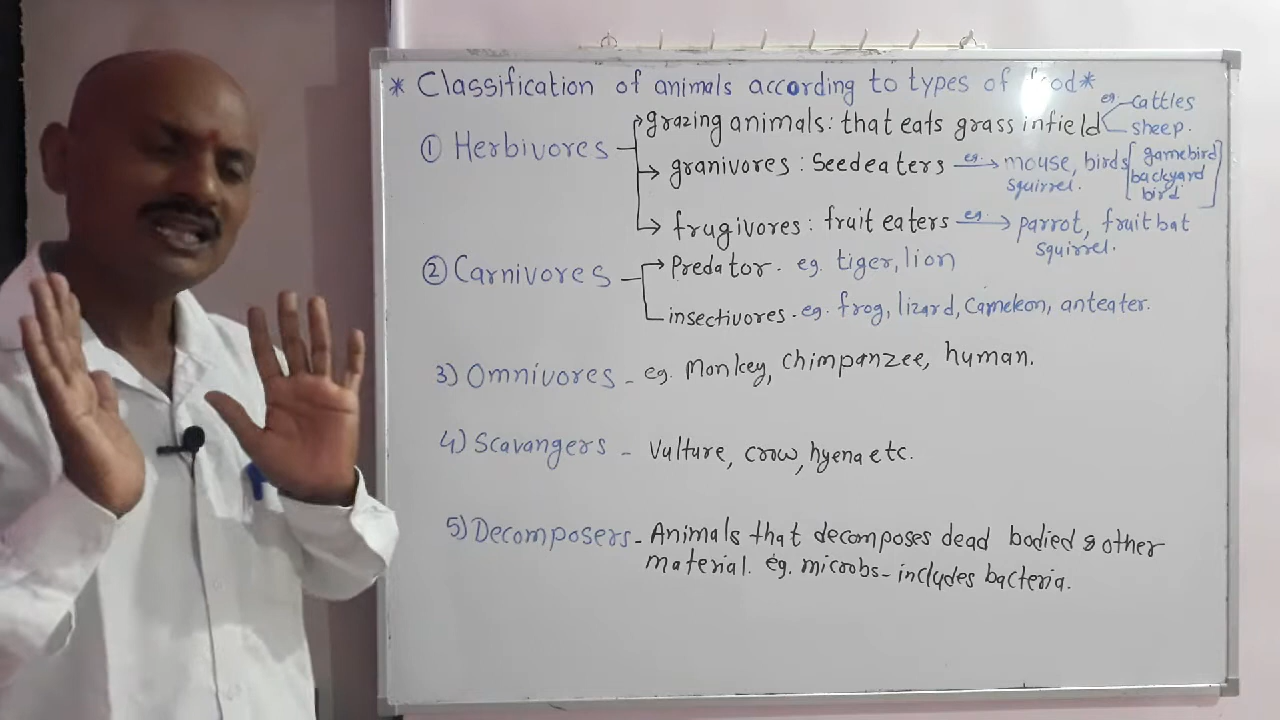 * Classification of animals according to types of food *
① Herbivores → grazing animals: that eats grass infield eg. cattles
sheep.
→ granivores : Seedeaters eg. → mouse, birds [gamebird
squirrel. backyard
bird]
→ frugivores : fruit eaters eg. → parrot, fruit bat
squirrel.
② Carnivores → Predator. eg. tiger, lion
insectivores. eg. frog, lizard, Cameleon, anteater.
3) Omnivores - eg. Monkey, Chimpanzee, human.
4) Scavangers - Vulture, crow, hyena etc.
5) Decomposers - Animals that decomposes dead bodied & other
material. eg. microbs - includes bacteria.